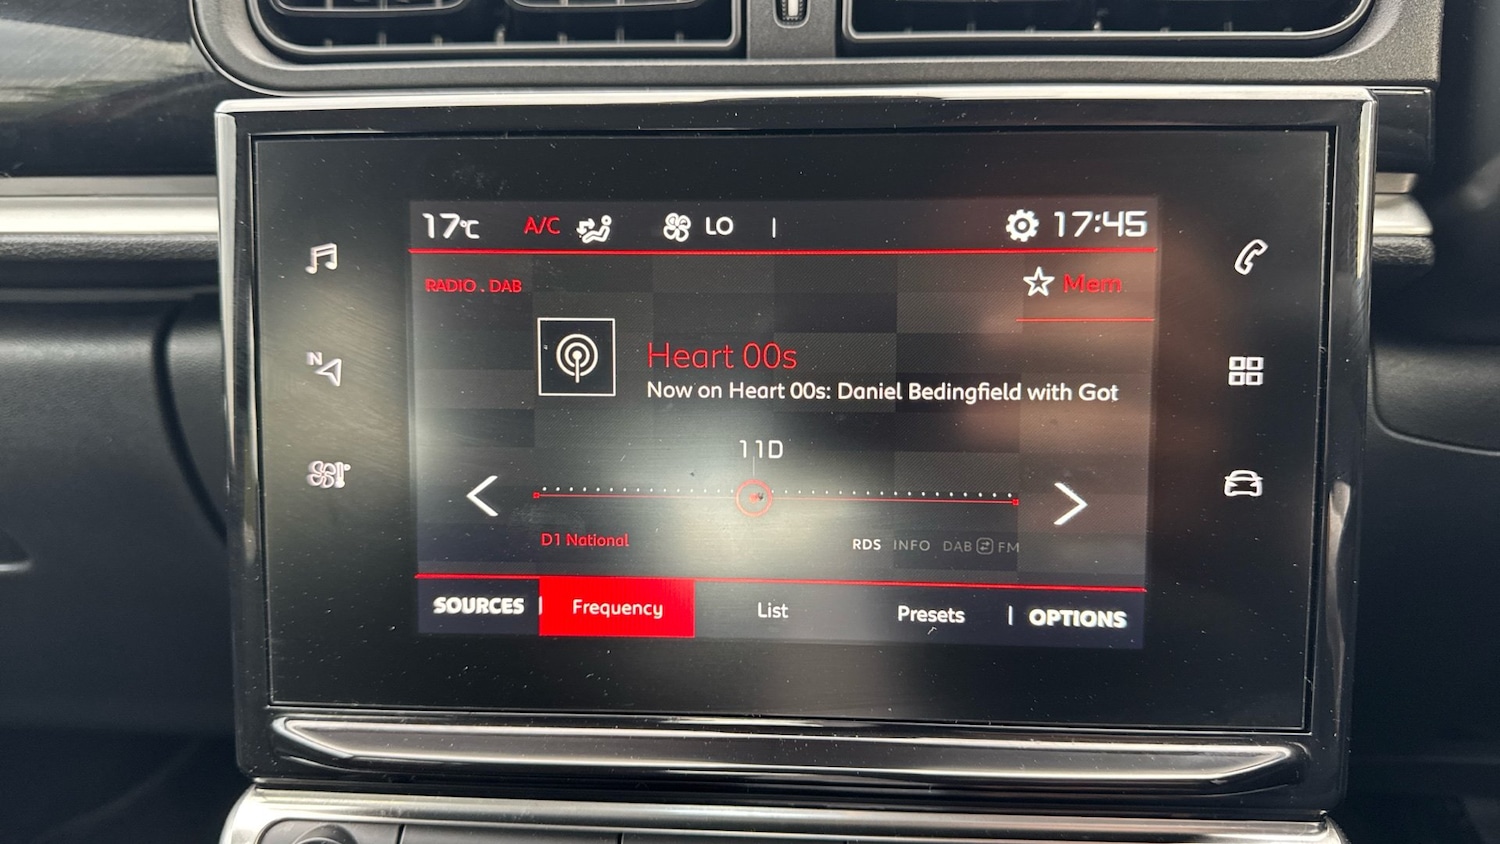 17°C A/C LO 17:45
RADIO . DAB
Mem
Heart 00s
Now on Heart 00s: Daniel Bedingfield with Got
N
11D
D1 National
RDS INFO DAB FM
SOURCES Frequency List Presets OPTIONS